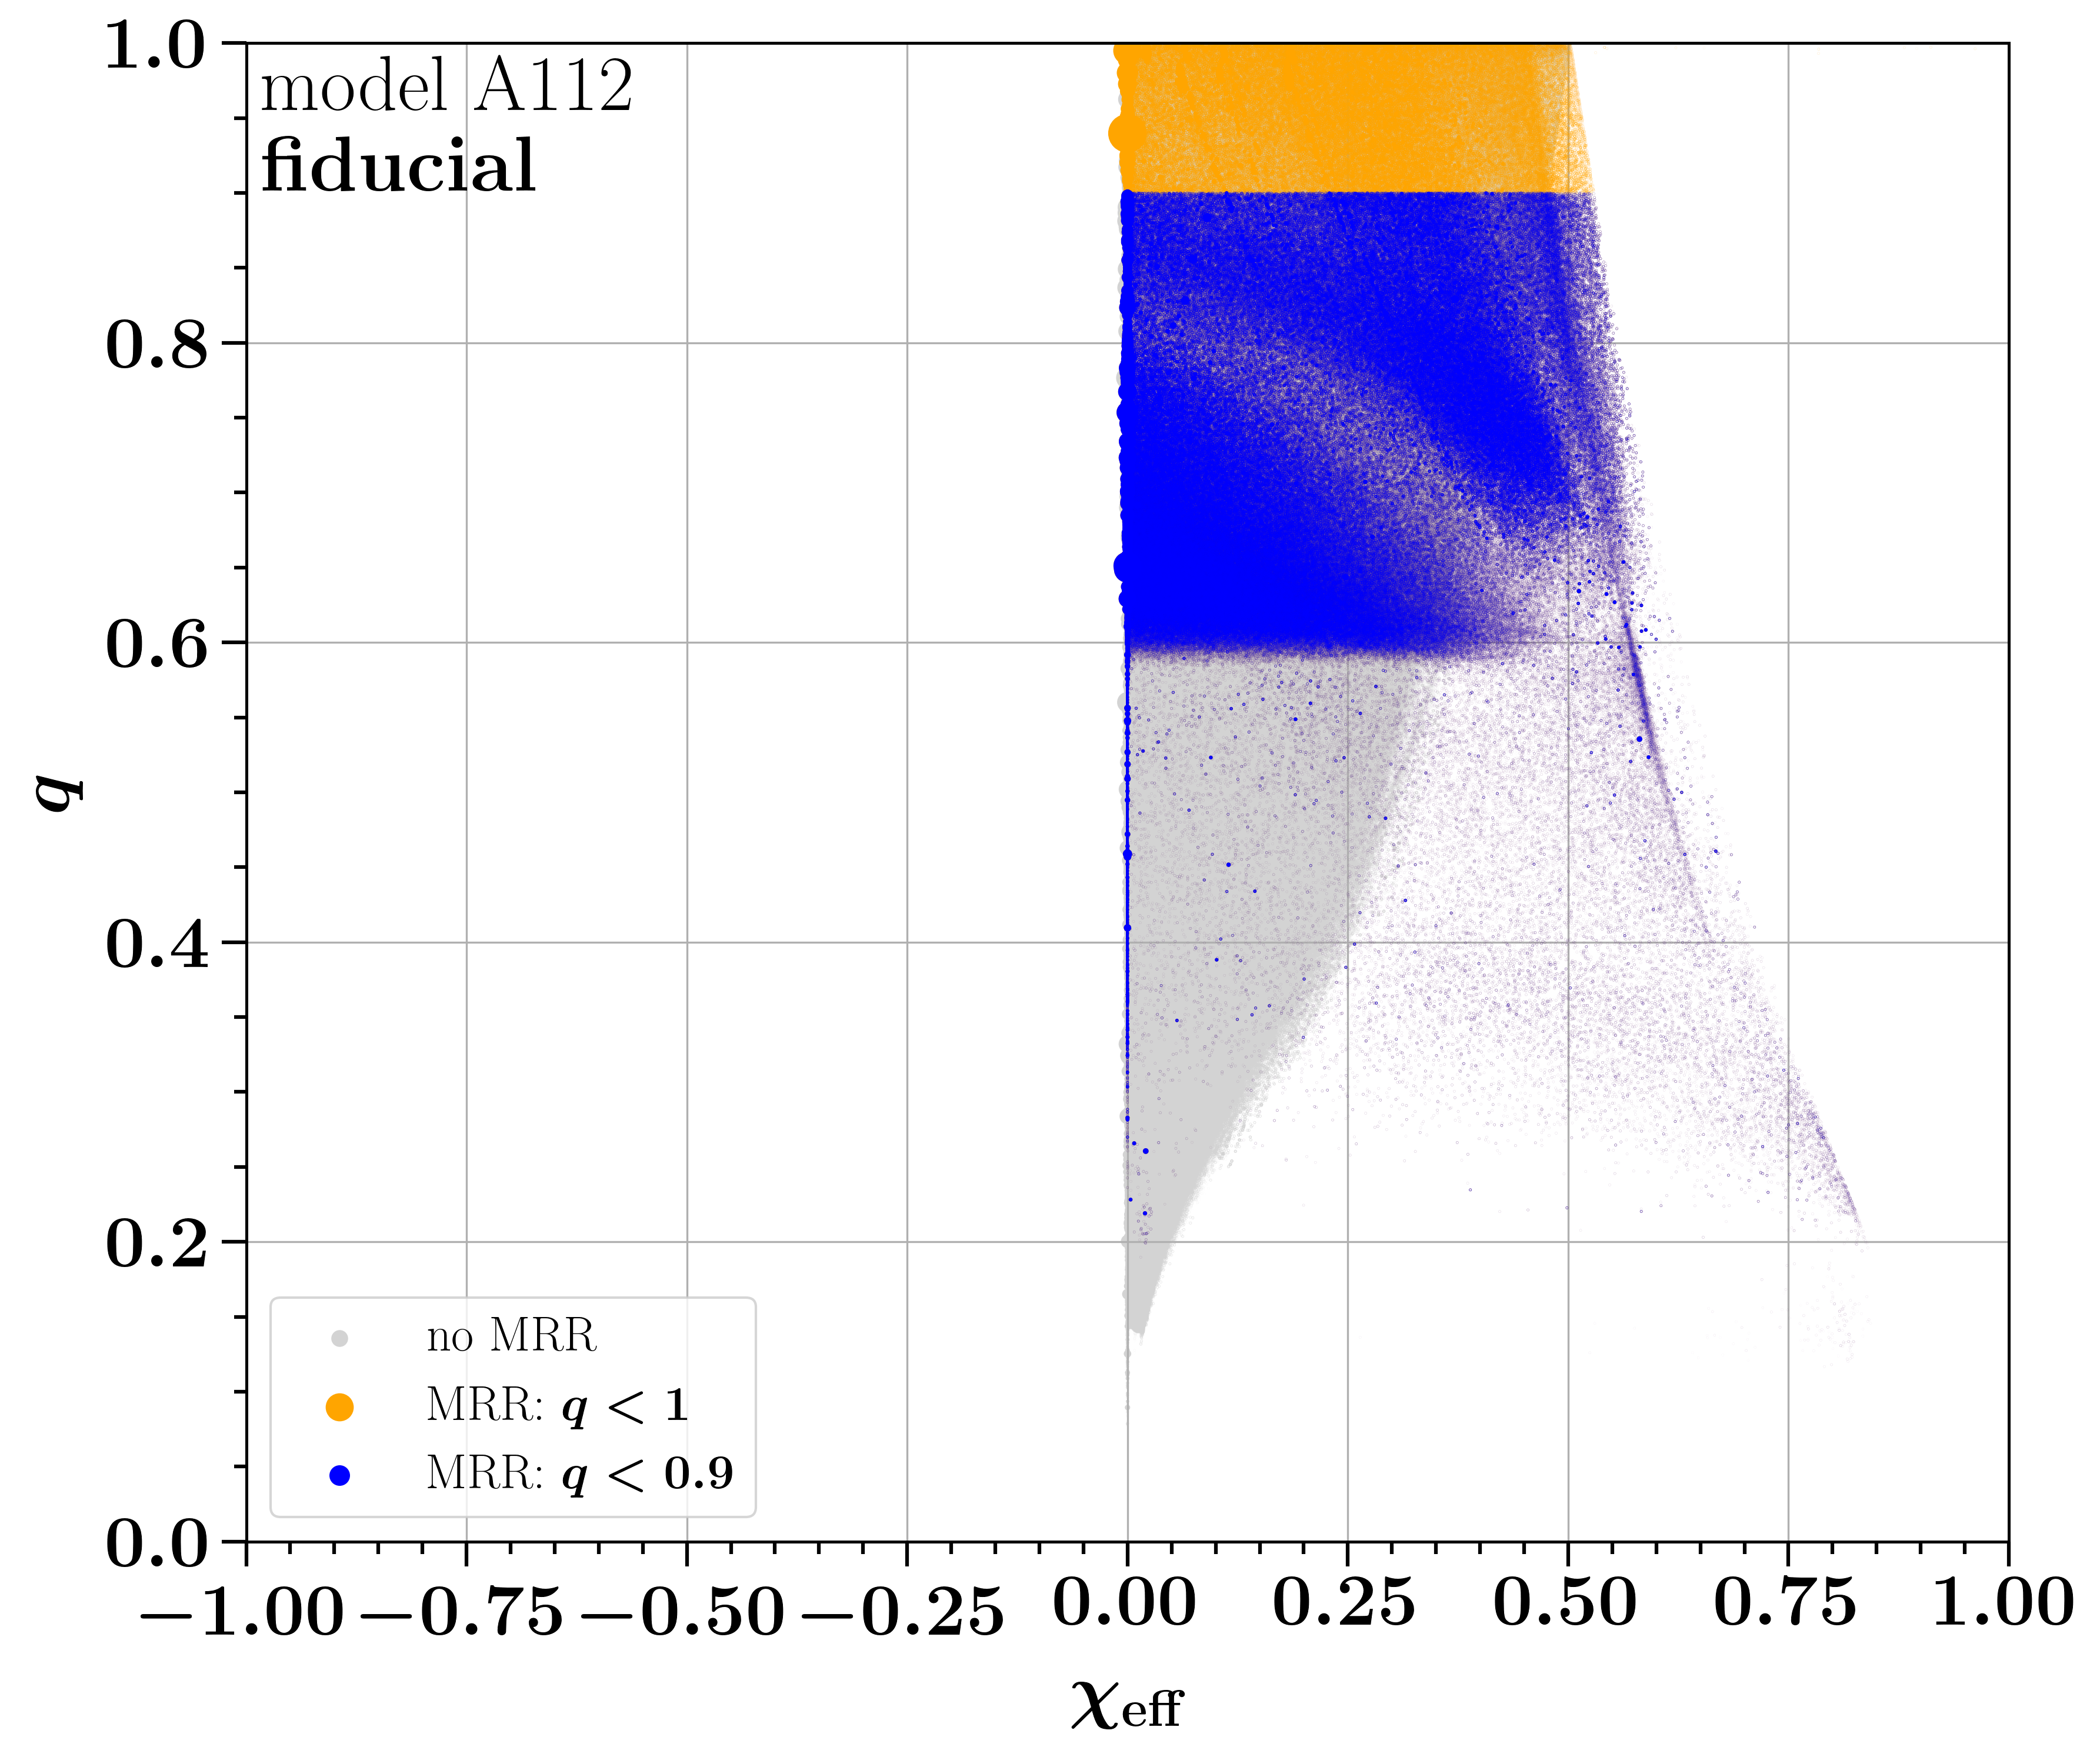 model A112
fiducial
1.0
0.8
0.6
0.4
0.2
0.0
q
no MRR
MRR: q < 1
MRR: q < 0.9
−1.00 −0.75 −0.50 −0.25 0.00 0.25 0.50 0.75 1.00
χeff